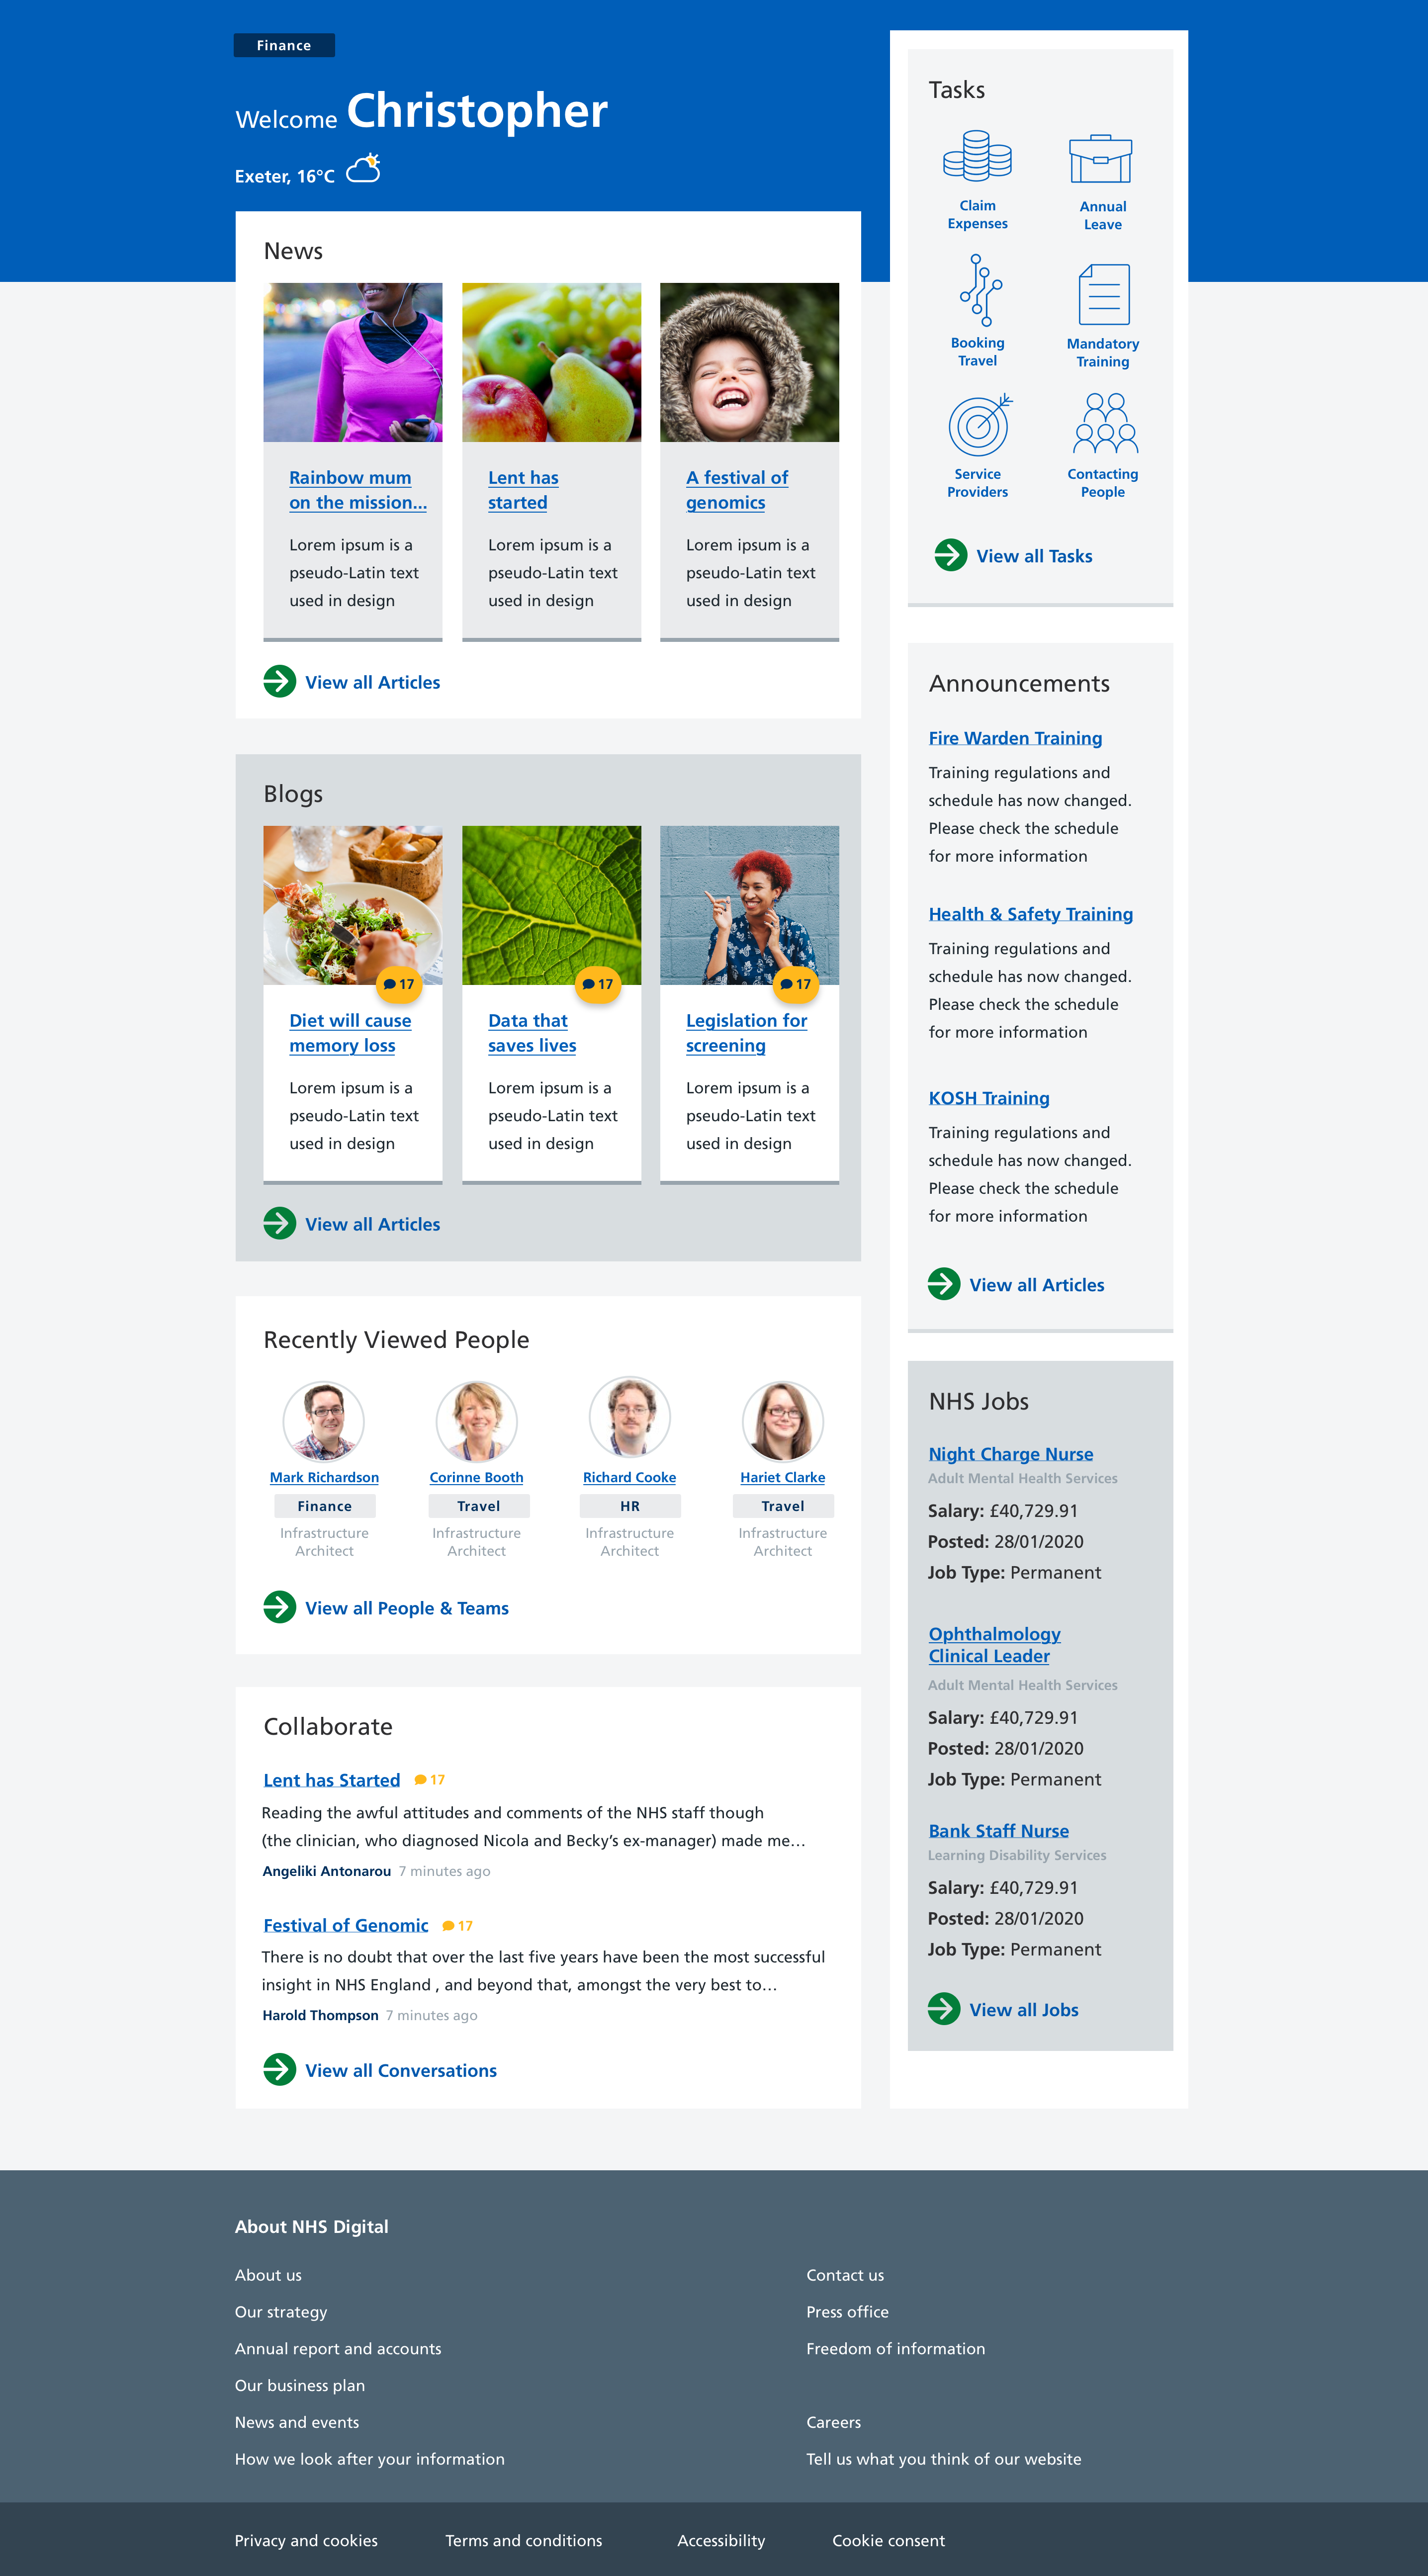 Finance
Welcome Christopher
Exeter, 16°C
News
Rainbow mum
on the mission...
Lorem ipsum is a
pseudo-Latin text
used in design
Lent has
started
Lorem ipsum is a
pseudo-Latin text
used in design
A festival of
genomics
Lorem ipsum is a
pseudo-Latin text
used in design
View all Articles
Blogs
17
Diet will cause
memory loss
Lorem ipsum is a
pseudo-Latin text
used in design
17
Data that
saves lives
Lorem ipsum is a
pseudo-Latin text
used in design
17
Legislation for
screening
Lorem ipsum is a
pseudo-Latin text
used in design
View all Articles
Recently Viewed People
Mark Richardson
Finance
Infrastructure
Architect
Corinne Booth
Travel
Infrastructure
Architect
Richard Cooke
HR
Infrastructure
Architect
Hariet Clarke
Travel
Infrastructure
Architect
View all People & Teams
Collaborate
Lent has Started 17
Reading the awful attitudes and comments of the NHS staff though
(the clinician, who diagnosed Nicola and Becky’s ex-manager) made me…
Angeliki Antonarou 7 minutes ago
Festival of Genomic 17
There is no doubt that over the last five years have been the most successful
insight in NHS England , and beyond that, amongst the very best to…
Harold Thompson 7 minutes ago
View all Conversations
Tasks
Claim
Expenses
Annual
Leave
Booking
Travel
Mandatory
Training
Service
Providers
Contacting
People
View all Tasks
Announcements
Fire Warden Training
Training regulations and
schedule has now changed.
Please check the schedule
for more information
Health & Safety Training
Training regulations and
schedule has now changed.
Please check the schedule
for more information
KOSH Training
Training regulations and
schedule has now changed.
Please check the schedule
for more information
View all Articles
NHS Jobs
Night Charge Nurse
Adult Mental Health Services
Salary: £40,729.91
Posted: 28/01/2020
Job Type: Permanent
Ophthalmology
Clinical Leader
Adult Mental Health Services
Salary: £40,729.91
Posted: 28/01/2020
Job Type: Permanent
Bank Staff Nurse
Learning Disability Services
Salary: £40,729.91
Posted: 28/01/2020
Job Type: Permanent
View all Jobs
About NHS Digital
About us
Our strategy
Annual report and accounts
Our business plan
News and events
How we look after your information
Contact us
Press office
Freedom of information
Careers
Tell us what you think of our website
Privacy and cookies
Terms and conditions
Accessibility
Cookie consent